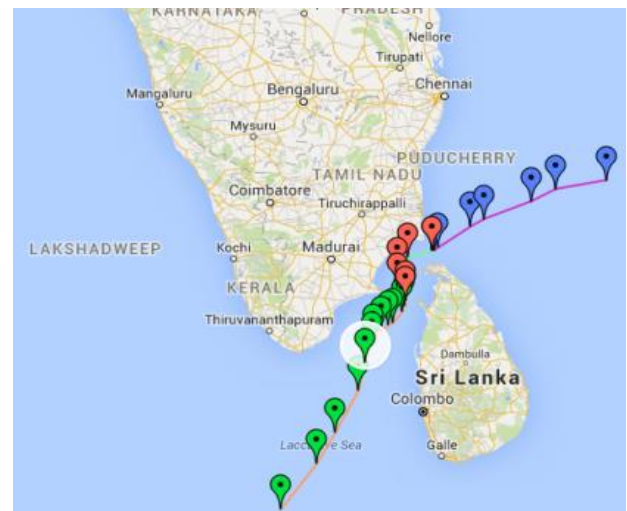 KARNATAKA
PRADESH
Nellore
Tirupati
Chennai
Bengaluru
Mangaluru
Mysuru
PUDUCHERRY
TAMIL NADU
Coimbatore
Tiruchirappalli
LAKSHADWEEP
Kochi
Madurai
KERALA
Thiruvananthapuram
Dambulla
Sri Lanka
Colombo
Galle
Sea